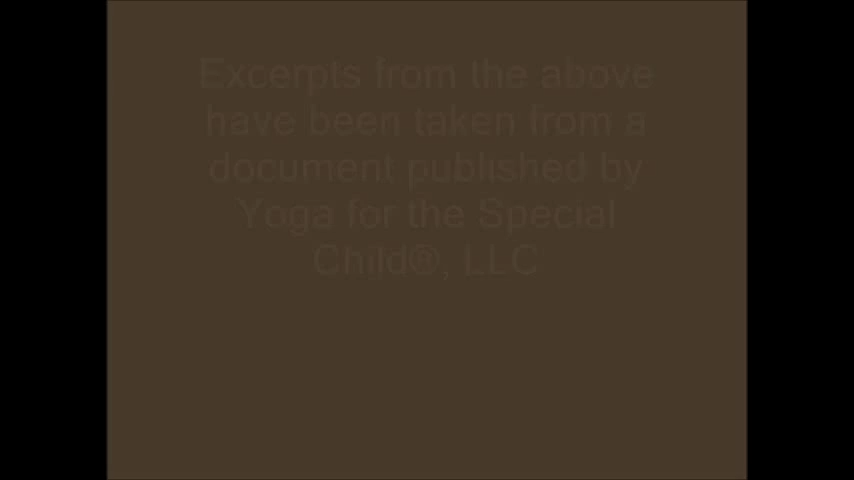 Excerpts from the above
have been taken from a
document published by
Yoga for the Special
Child®, LLC